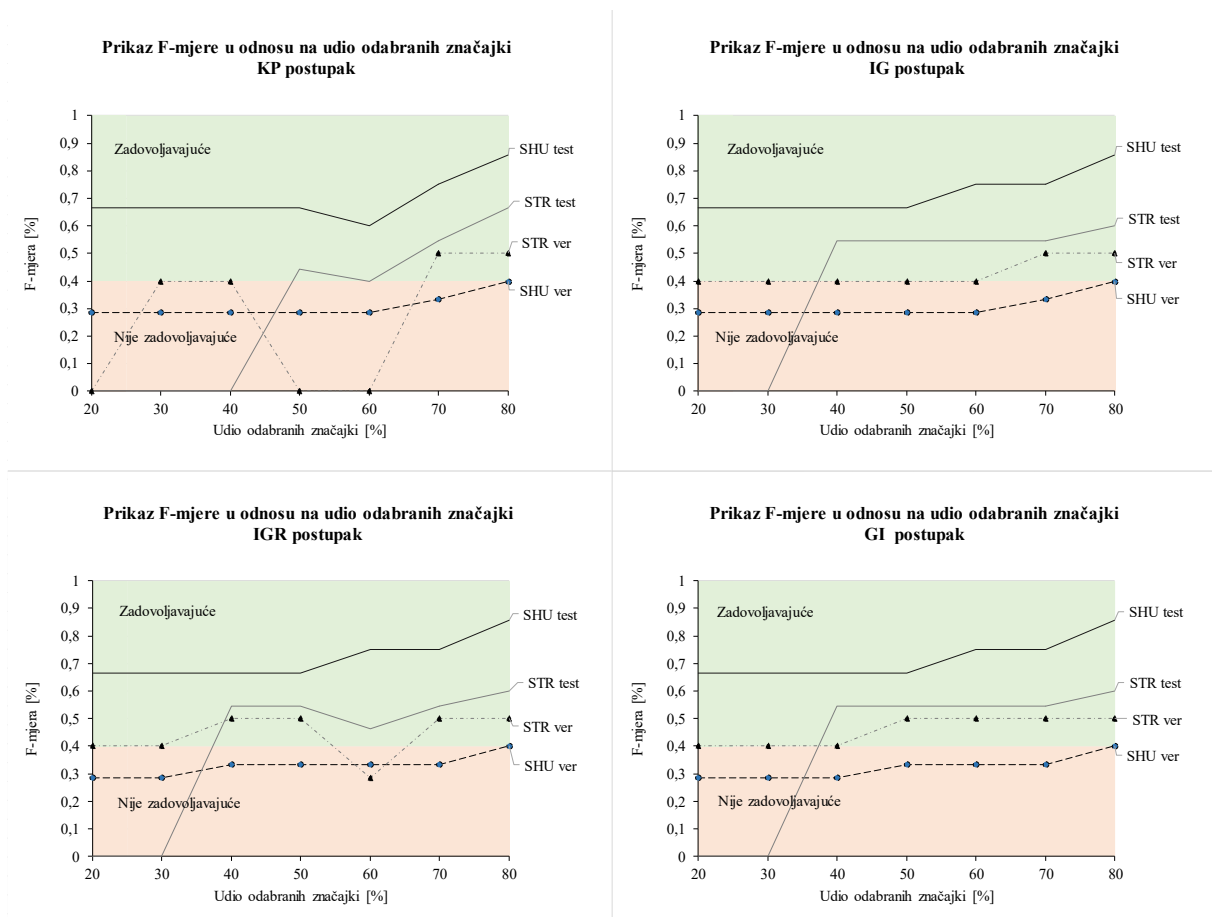 Prikaz F-mjere u odnosu na udio odabranih značajki
KP postupak
1
0,9
0,8
0,7
0,6
0,5
0,4
0,3
0,2
0,1
0
F-mjera [%]
Zadovoljavajuće
Nije zadovoljavajuće
SHU test
STR test
STR ver
SHU ver
20 30 40 50 60 70 80
Udio odabranih značajki [%]
Prikaz F-mjere u odnosu na udio odabranih značajki
IG postupak
1
0,9
0,8
0,7
0,6
0,5
0,4
0,3
0,2
0,1
0
F-mjera [%]
Zadovoljavajuće
Nije zadovoljavajuće
SHU test
STR test
STR ver
SHU ver
20 30 40 50 60 70 80
Udio odabranih značajki [%]
Prikaz F-mjere u odnosu na udio odabranih značajki
IGR postupak
1
0,9
0,8
0,7
0,6
0,5
0,4
0,3
0,2
0,1
0
F-mjera [%]
Zadovoljavajuće
Nije zadovoljavajuće
SHU test
STR test
STR ver
SHU ver
20 30 40 50 60 70 80
Udio odabranih značajki [%]
Prikaz F-mjere u odnosu na udio odabranih značajki
GI postupak
1
0,9
0,8
0,7
0,6
0,5
0,4
0,3
0,2
0,1
0
F-mjera [%]
Zadovoljavajuće
Nije zadovoljavajuće
SHU test
STR test
STR ver
SHU ver
20 30 40 50 60 70 80
Udio odabranih značajki [%]